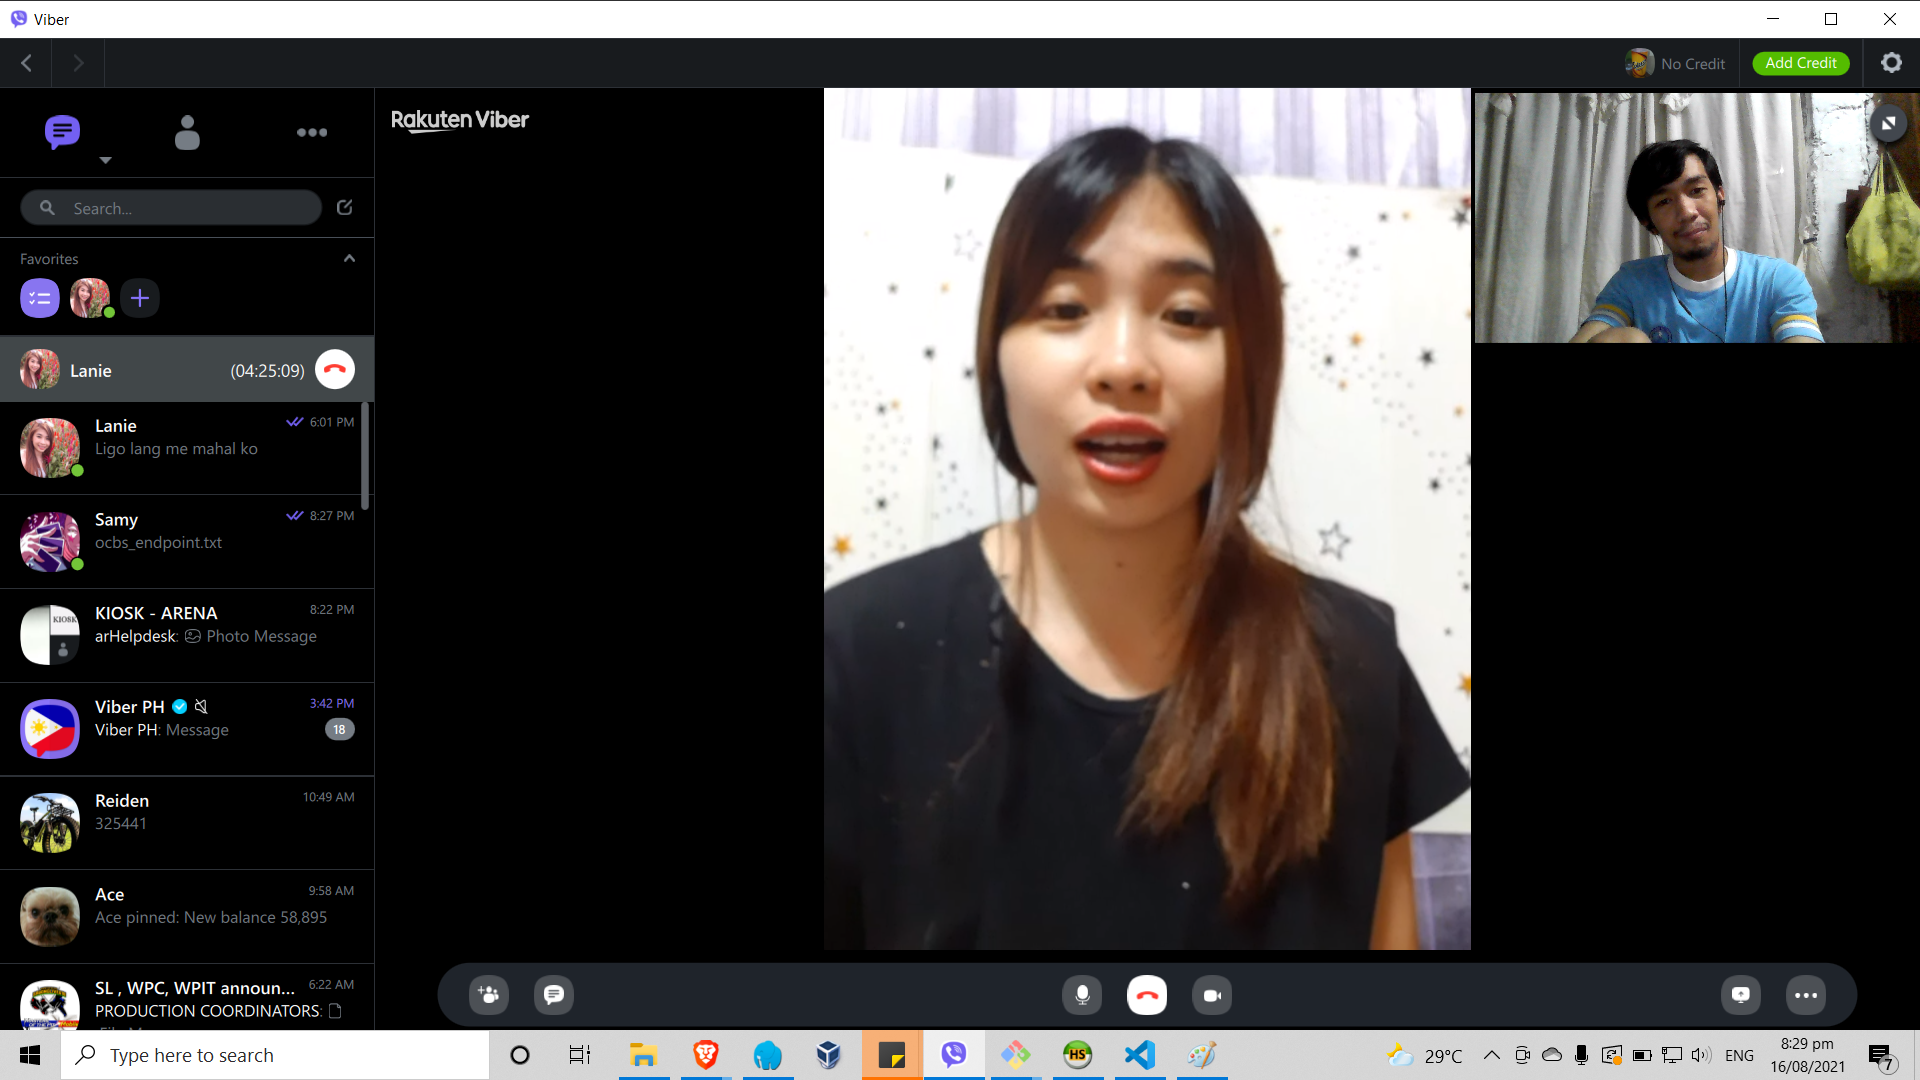 Viber
No Credit
Add Credit
Rakuten Viber
Search...
Favorites
Lanie (04:25:09)
Lanie 6:01 PM
Ligo lang me mahal ko
Samy 8:27 PM
ocbs_endpoint.txt
KIOSK - ARENA 8:22 PM
KIOSK
arHelpdesk: Photo Message
Viber PH 3:42 PM
Viber PH: Message 18
Reiden 10:49 AM
325441
Ace 9:58 AM
Ace pinned: New balance 58,895
SL , WPC, WPIT announ... 6:22 AM
PRODUCTION COORDINATORS:
Type here to search
HS
29°C
ENG
8:29 pm
16/08/2021
7